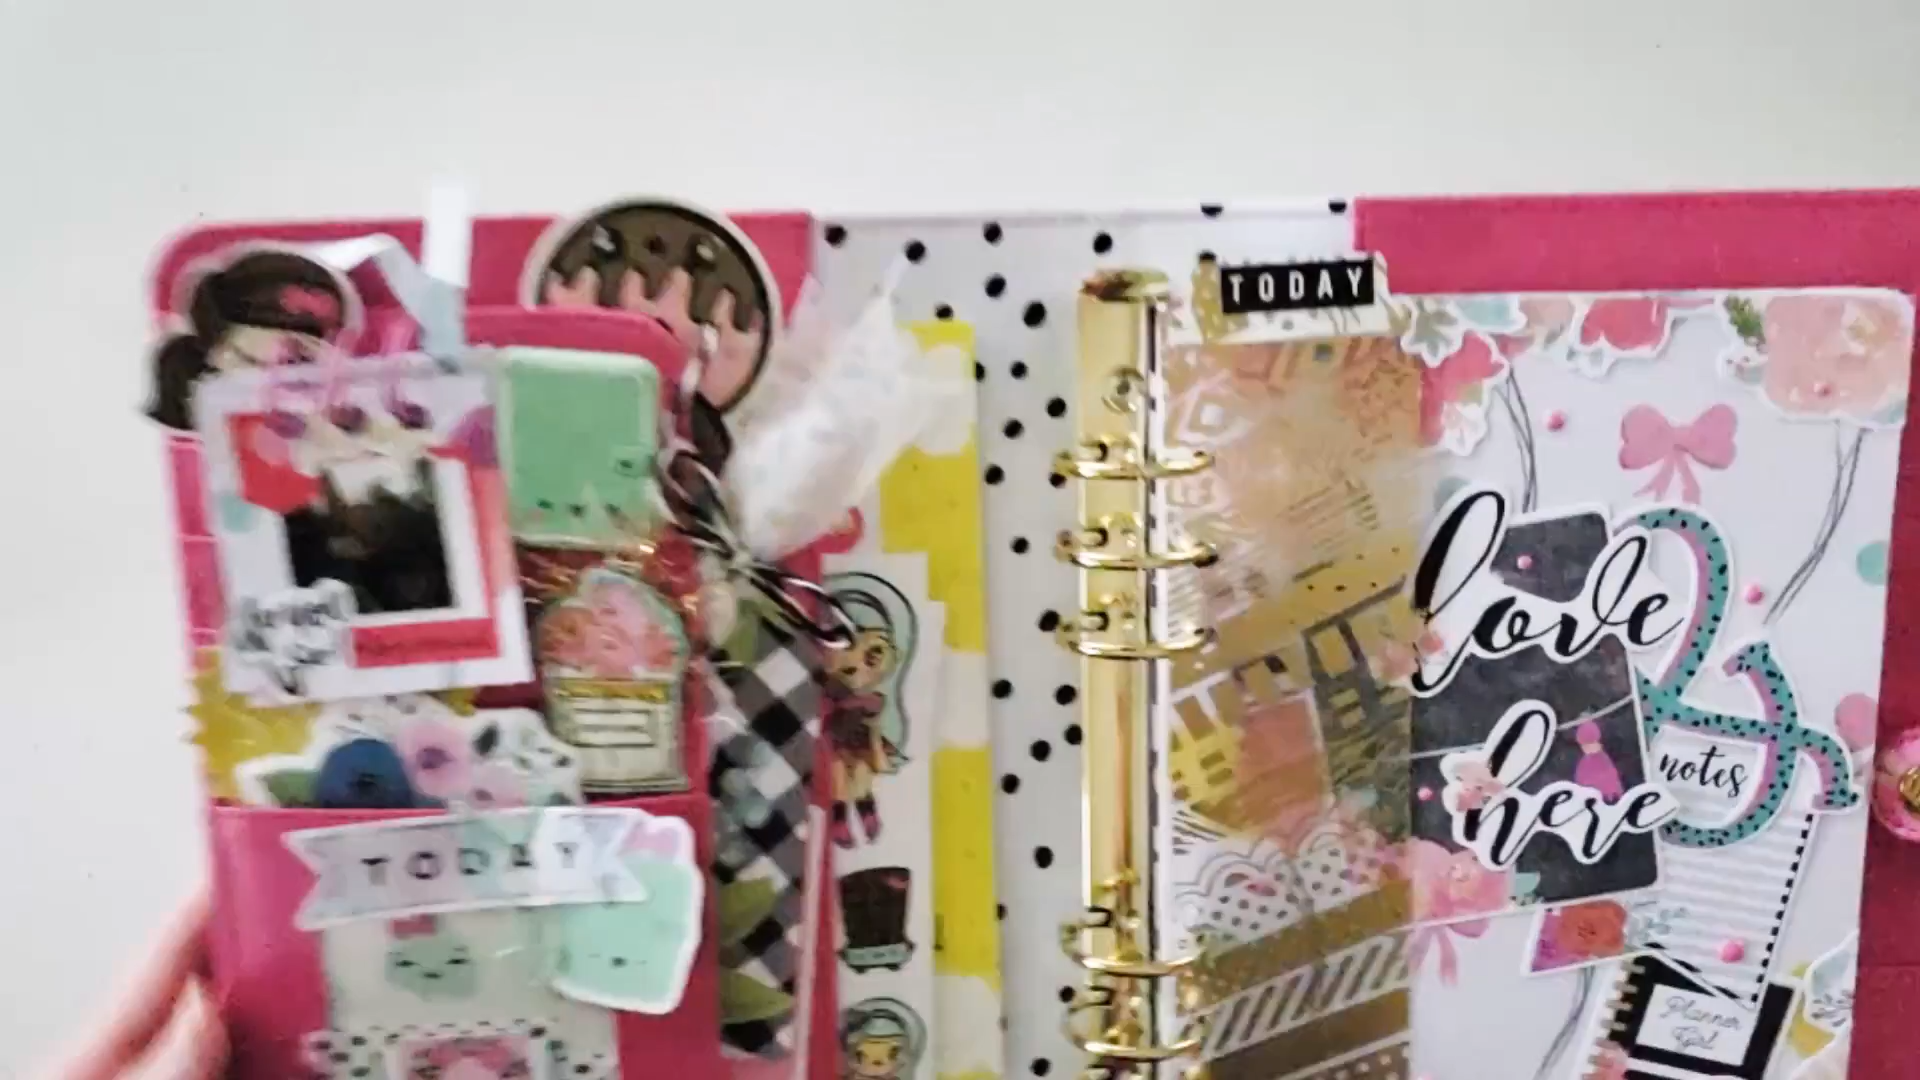 TODAY
love
&
here
notes
Planner
Girl
TODAY